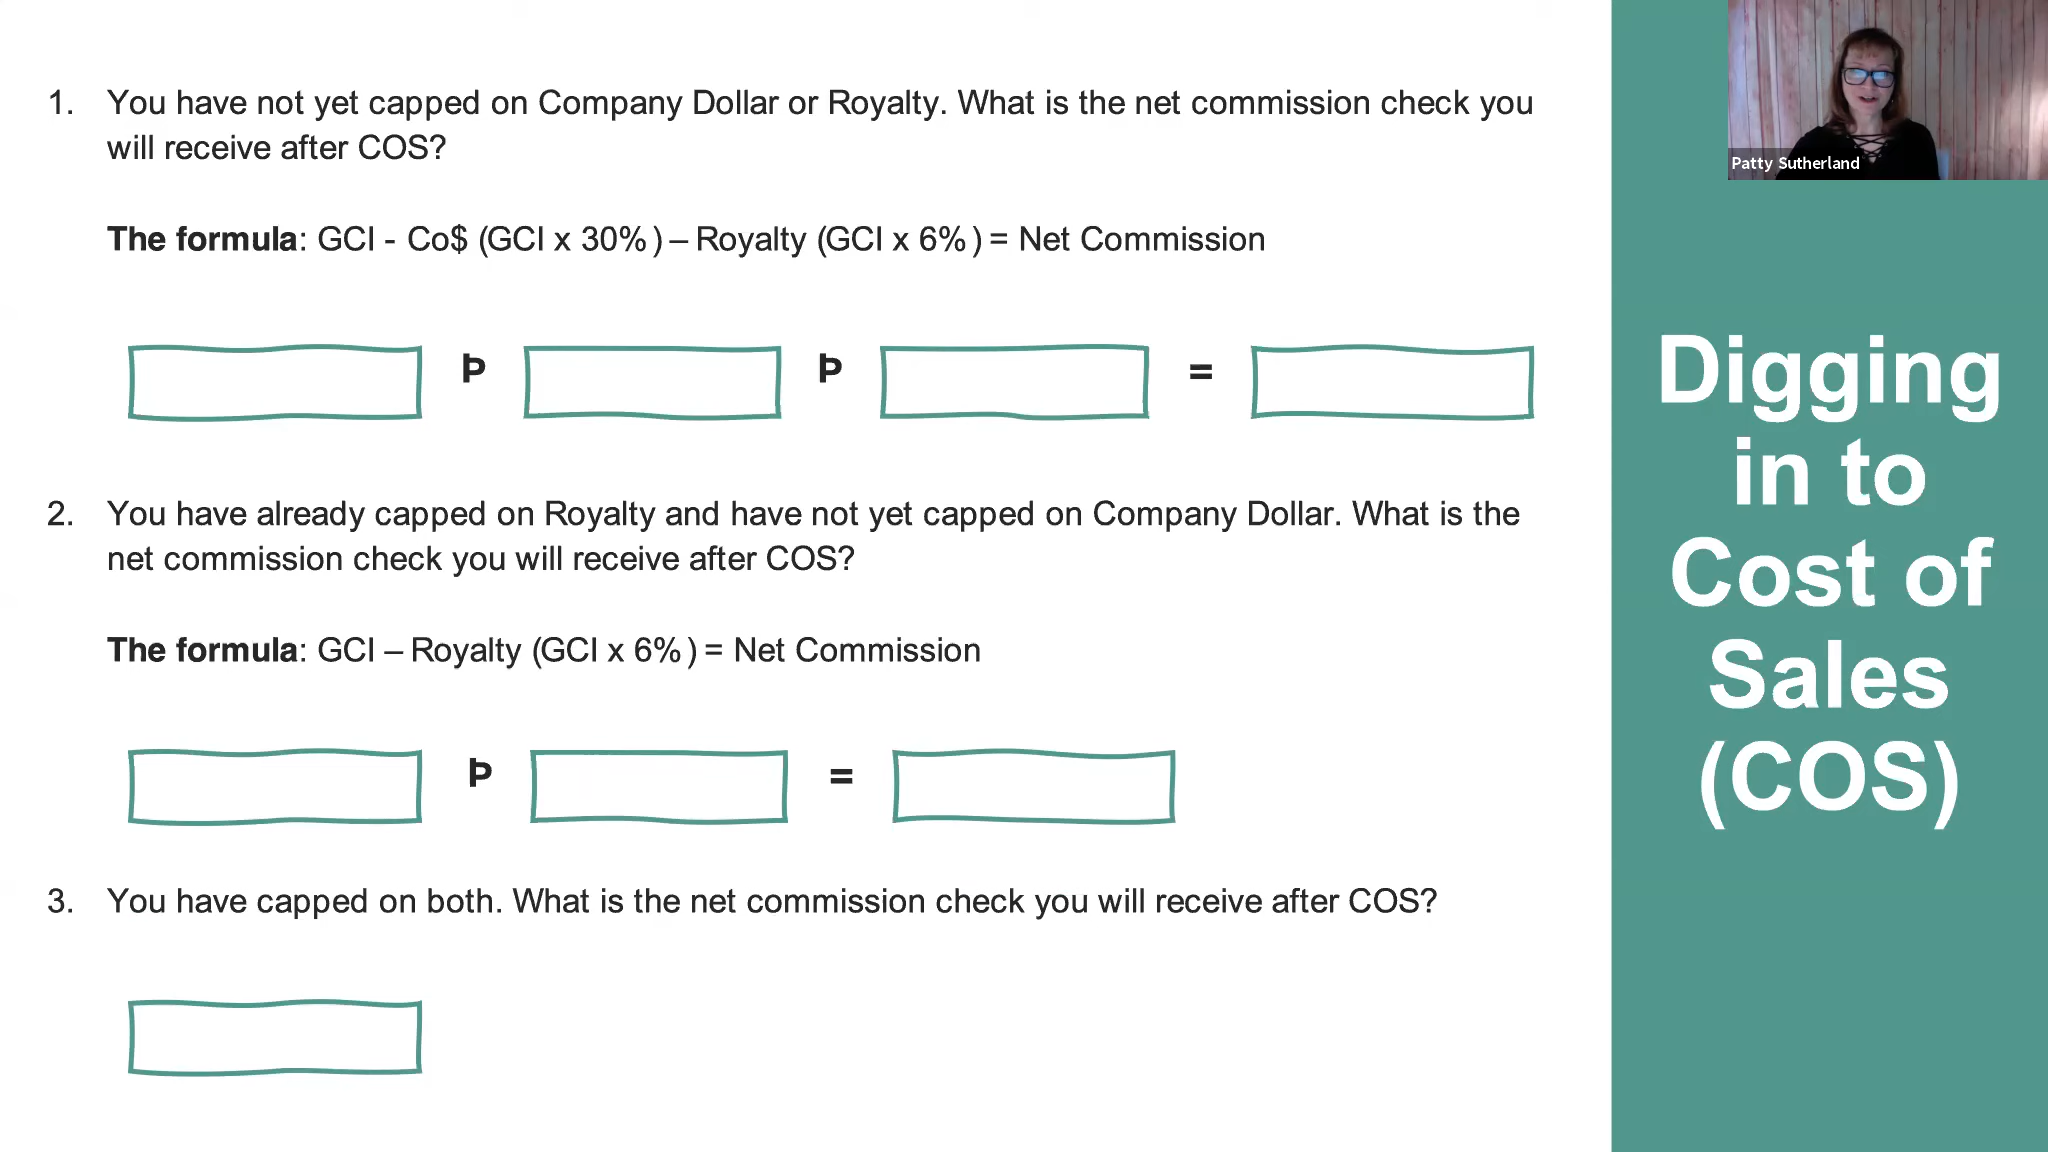 1. You have not yet capped on Company Dollar or Royalty. What is the net commission check you
will receive after COS?
The formula: GCI - Co$ (GCI x 30%) – Royalty (GCI x 6%) = Net Commission
Þ Þ =
2. You have already capped on Royalty and have not yet capped on Company Dollar. What is the
net commission check you will receive after COS?
The formula: GCI – Royalty (GCI x 6%) = Net Commission
Þ =
3. You have capped on both. What is the net commission check you will receive after COS?
Patty Sutherland
Digging
in to
Cost of
Sales
(COS)